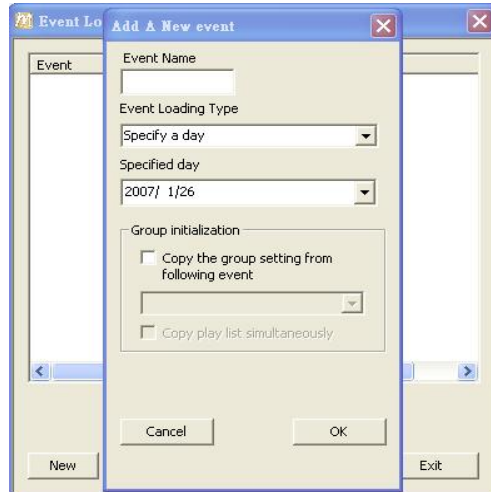 Event Lo
Add A New event
Event
Event Name
Event Loading Type
Specify a day
Specified day
2007/ 1/26
Group initialization
Copy the group setting from
following event
Copy play list simultaneously
Cancel
OK
New
Exit